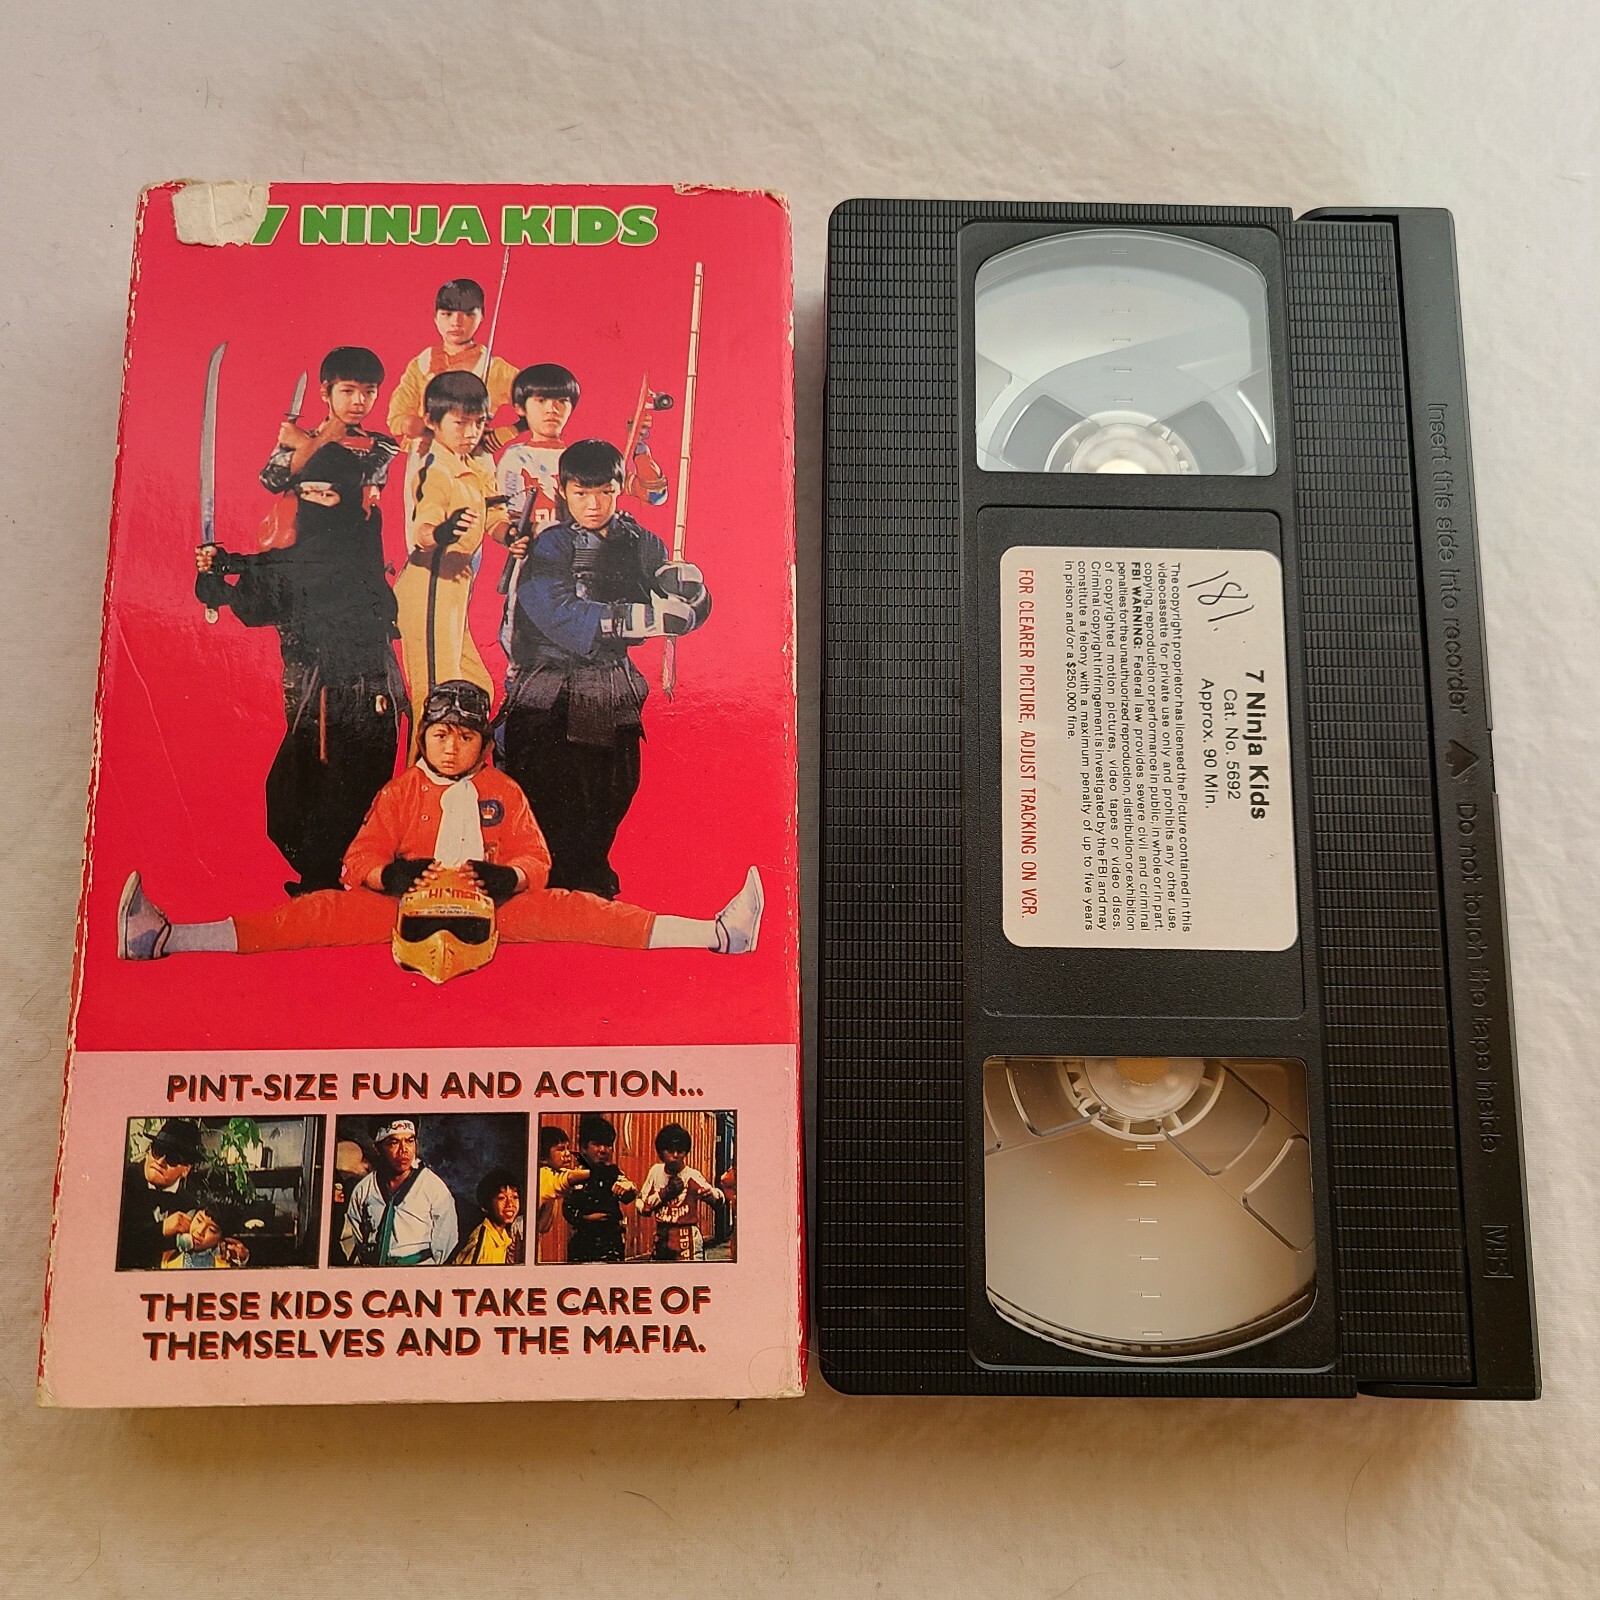 7 NINJA KIDS
PINT-SIZE FUN AND ACTION...
THESE KIDS CAN TAKE CARE OF
THEMSELVES AND THE MAFIA.
181.
7 Ninja Kids
Cat. No. 5692
Approx. 90 Min.
The copyright proprietor has licensed the Picture contained in this
videocassette for private use only and prohibits any other use,
copying, reproduction or performance in public, in whole or in part.
FBI WARNING: Federal law provides severe civil and criminal
penalties for the unauthorized reproduction, distribution or exhibition
of copyrighted motion pictures, video tapes or video discs.
Criminal copyright infringement is investigated by the FBI and may
constitute a felony with a maximum penalty of up to five years
in prison and/or a $250,000 fine.
FOR CLEARER PICTURE, ADJUST TRACKING ON VCR.
Insert this side into recorder
Do not touch the tape inside
VHS